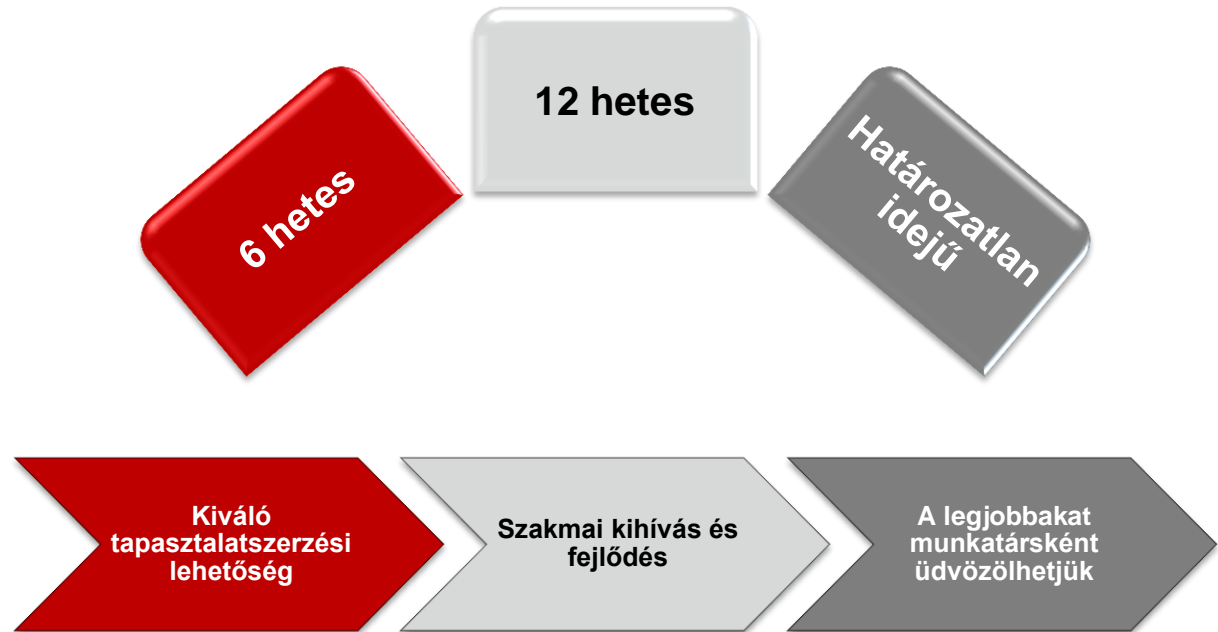 12 hetes
6 hetes
Határozatlan
idejű
Kiváló
tapasztalatszerzési
lehetőség
Szakmai kihívás és
fejlődés
A legjobbakat
munkatársként
üdvözölhetjük